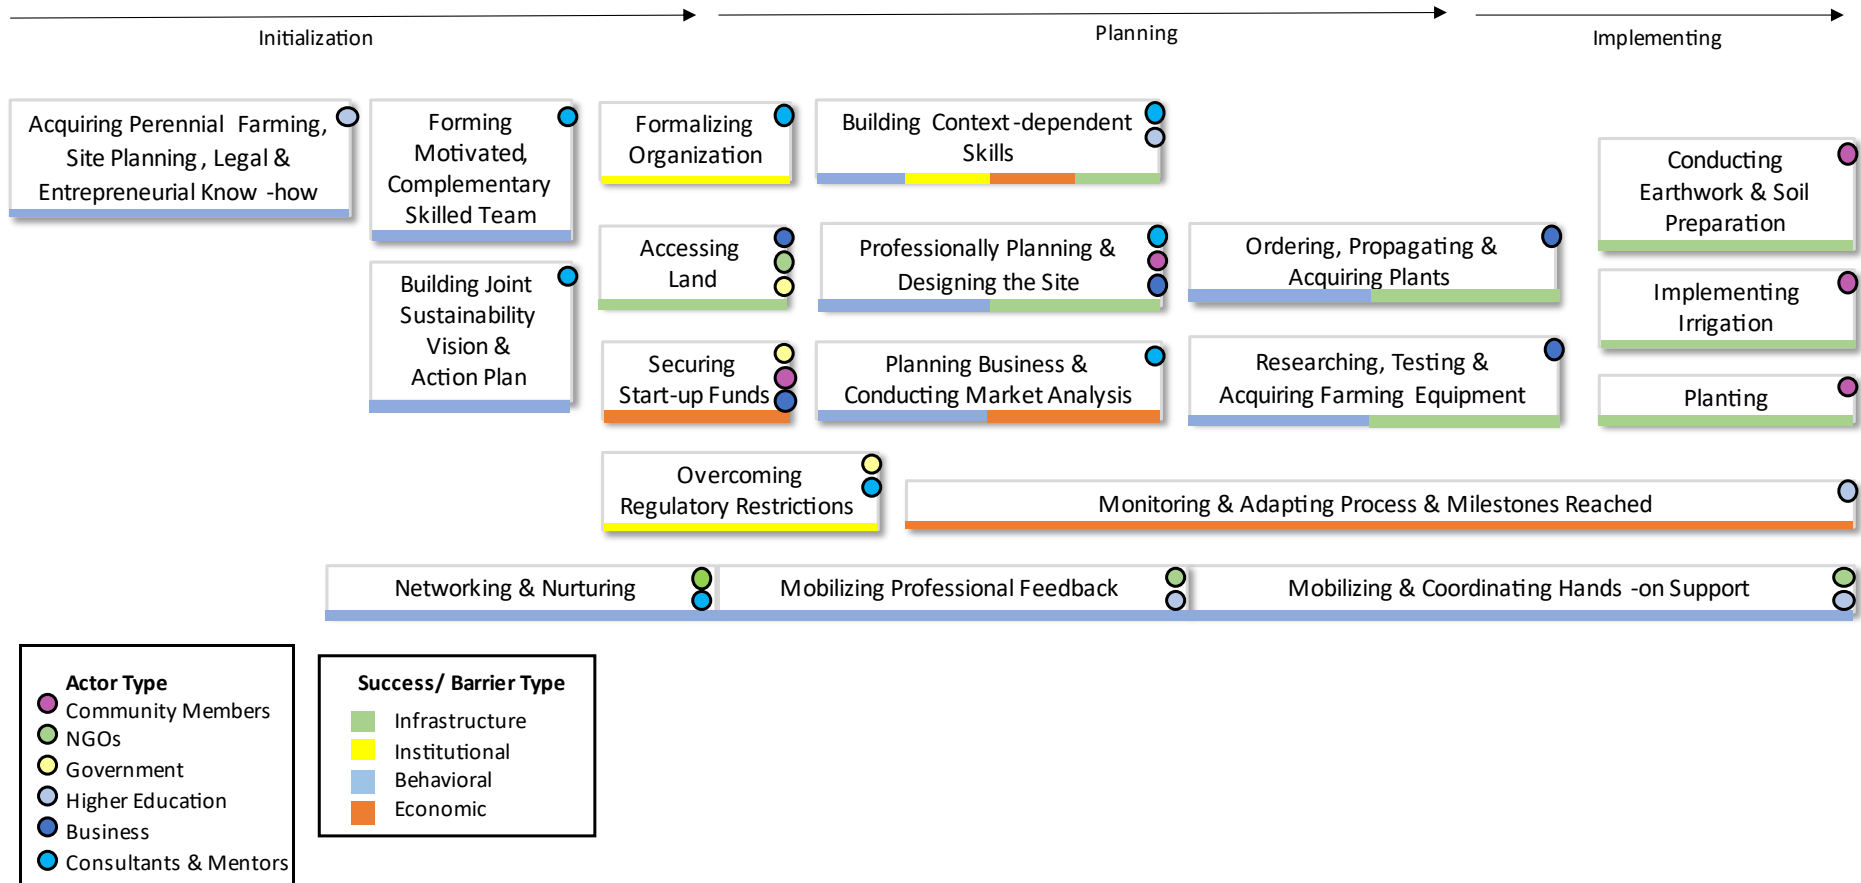 Initialization
Planning
Implementing
Acquiring Perennial Farming,
Site Planning , Legal &
Entrepreneurial Know -how
Forming
Motivated,
Complementary
Skilled Team
Building Joint
Sustainability
Vision &
Action Plan
Formalizing
Organization
Accessing
Land
Securing
Start-up Funds
Overcoming
Regulatory Restrictions
Building Context -dependent
Skills
Professionally Planning &
Designing the Site
Planning Business &
Conducting Market Analysis
Ordering, Propagating &
Acquiring Plants
Researching, Testing &
Acquiring Farming Equipment
Conducting
Earthwork & Soil
Preparation
Implementing
Irrigation
Planting
Monitoring & Adapting Process & Milestones Reached
Networking & Nurturing
Mobilizing Professional Feedback
Mobilizing & Coordinating Hands -on Support
Actor Type
Community Members
NGOs
Government
Higher Education
Business
Consultants & Mentors
Success/ Barrier Type
Infrastructure
Institutional
Behavioral
Economic